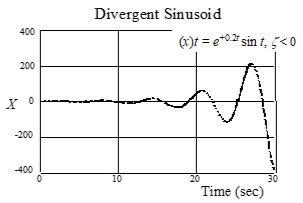 Divergent Sinusoid
(x)t = e^+0.2t sin t, ζ < 0
400
200
X
0
-200
-400
0
10
20
30
Time (sec)